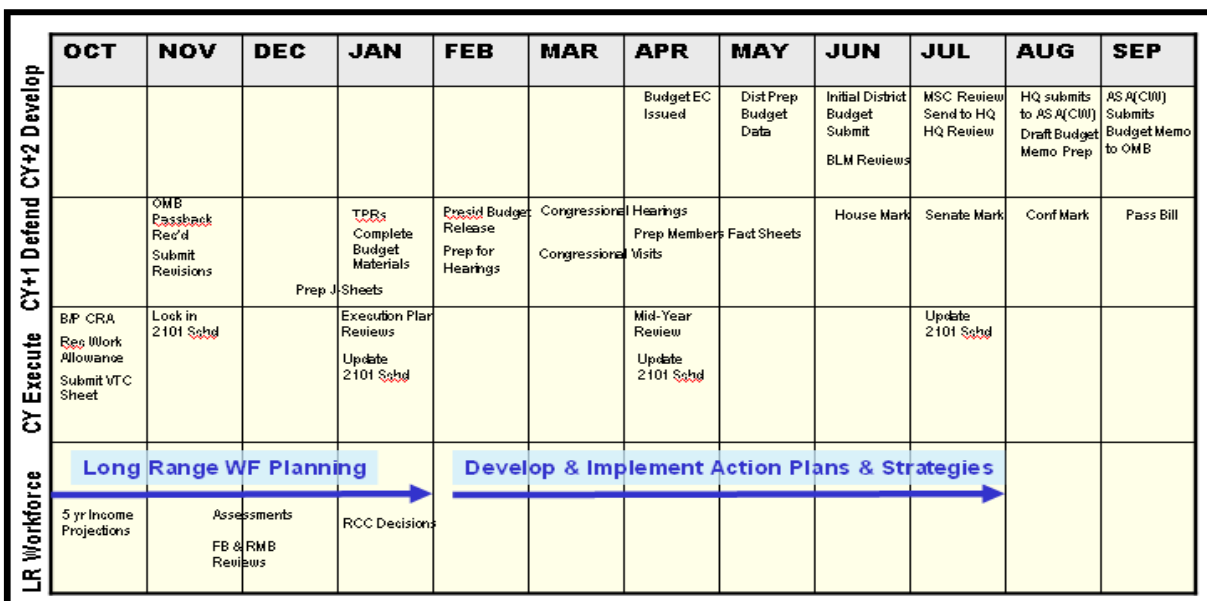 OCT NOV DEC JAN FEB MAR APR MAY JUN JUL AUG SEP
CY+2 Develop
Budget EC
Issued
Dist Prep
Budget
Data
Initial District
Budget
Submit
BLM Reviews
MSC Review
Send to HQ
HQ Review
HQ submits
to ASA(CW)
Draft Budget
Memo Prep
ASA(CW)
Submits
Budget Memo
to OMB
CY+1 Defend
OMB
Passback
Rec'd
Submit
Revisions
Prep J-Sheets
TPRs
Complete
Budget
Materials
Presid Budget
Release
Prep for
Hearings
Congressional Hearings
Prep Members Fact Sheets
Congressional Visits
House Mark
Senate Mark
Conf Mark
Pass Bill
CY Execute
B/P CRA
Rec Work
Allowance
Submit VTC
Sheet
Lock in
2101 Schd
Execution Plan
Reviews
Update
2101 Schd
Mid-Year
Review
Update
2101 Schd
Update
2101 Schd
LR Workforce
Long Range WF Planning
Develop & Implement Action Plans & Strategies
5 yr Income
Projections
Assessments
FB & RMB
Reviews
RCC Decisions